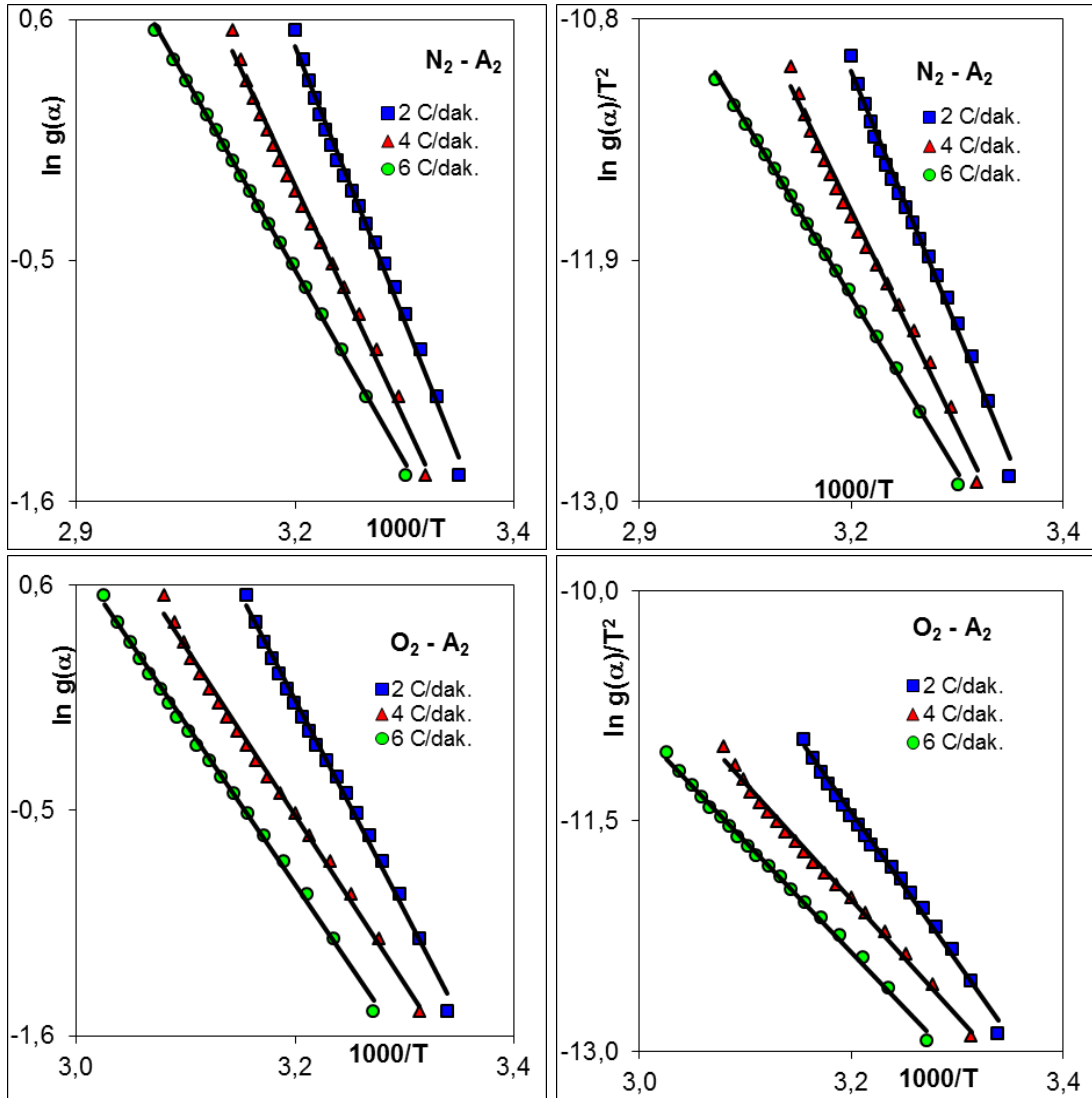 0,6
N₂ - A₂
2 C/dak.
4 C/dak.
6 C/dak.
ln g(α)
-0,5
-1,6
2,9
3,2
1000/T
3,4
-10,8
N₂ - A₂
2 C/dak.
4 C/dak.
6 C/dak.
ln g(α)/T²
-11,9
1000/T
-13,0
2,9
3,2
3,4
0,6
O₂ - A₂
2 C/dak.
4 C/dak.
6 C/dak.
ln g(α)
-0,5
-1,6
3,0
3,2
1000/T
3,4
-10,0
O₂ - A₂
2 C/dak.
4 C/dak.
6 C/dak.
ln g(α)/T²
-11,5
-13,0
3,0
3,2
1000/T
3,4